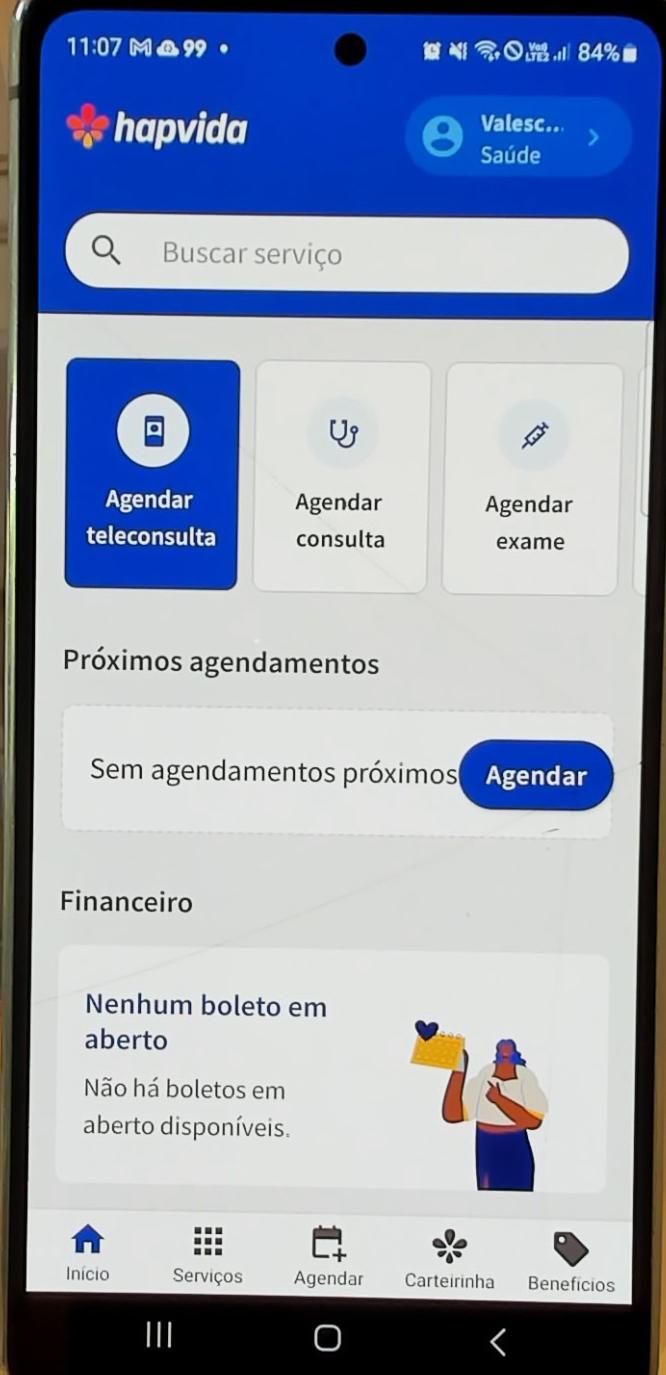 11:07 99 84%
hapvida
Valesc...
Saúde
Buscar serviço
Agendar
teleconsulta
Agendar
consulta
Agendar
exame
Próximos agendamentos
Sem agendamentos próximos
Agendar
Financeiro
Nenhum boleto em
aberto
Não há boletos em
aberto disponíveis.
Início
Serviços
Agendar
Carteirinha
Benefícios